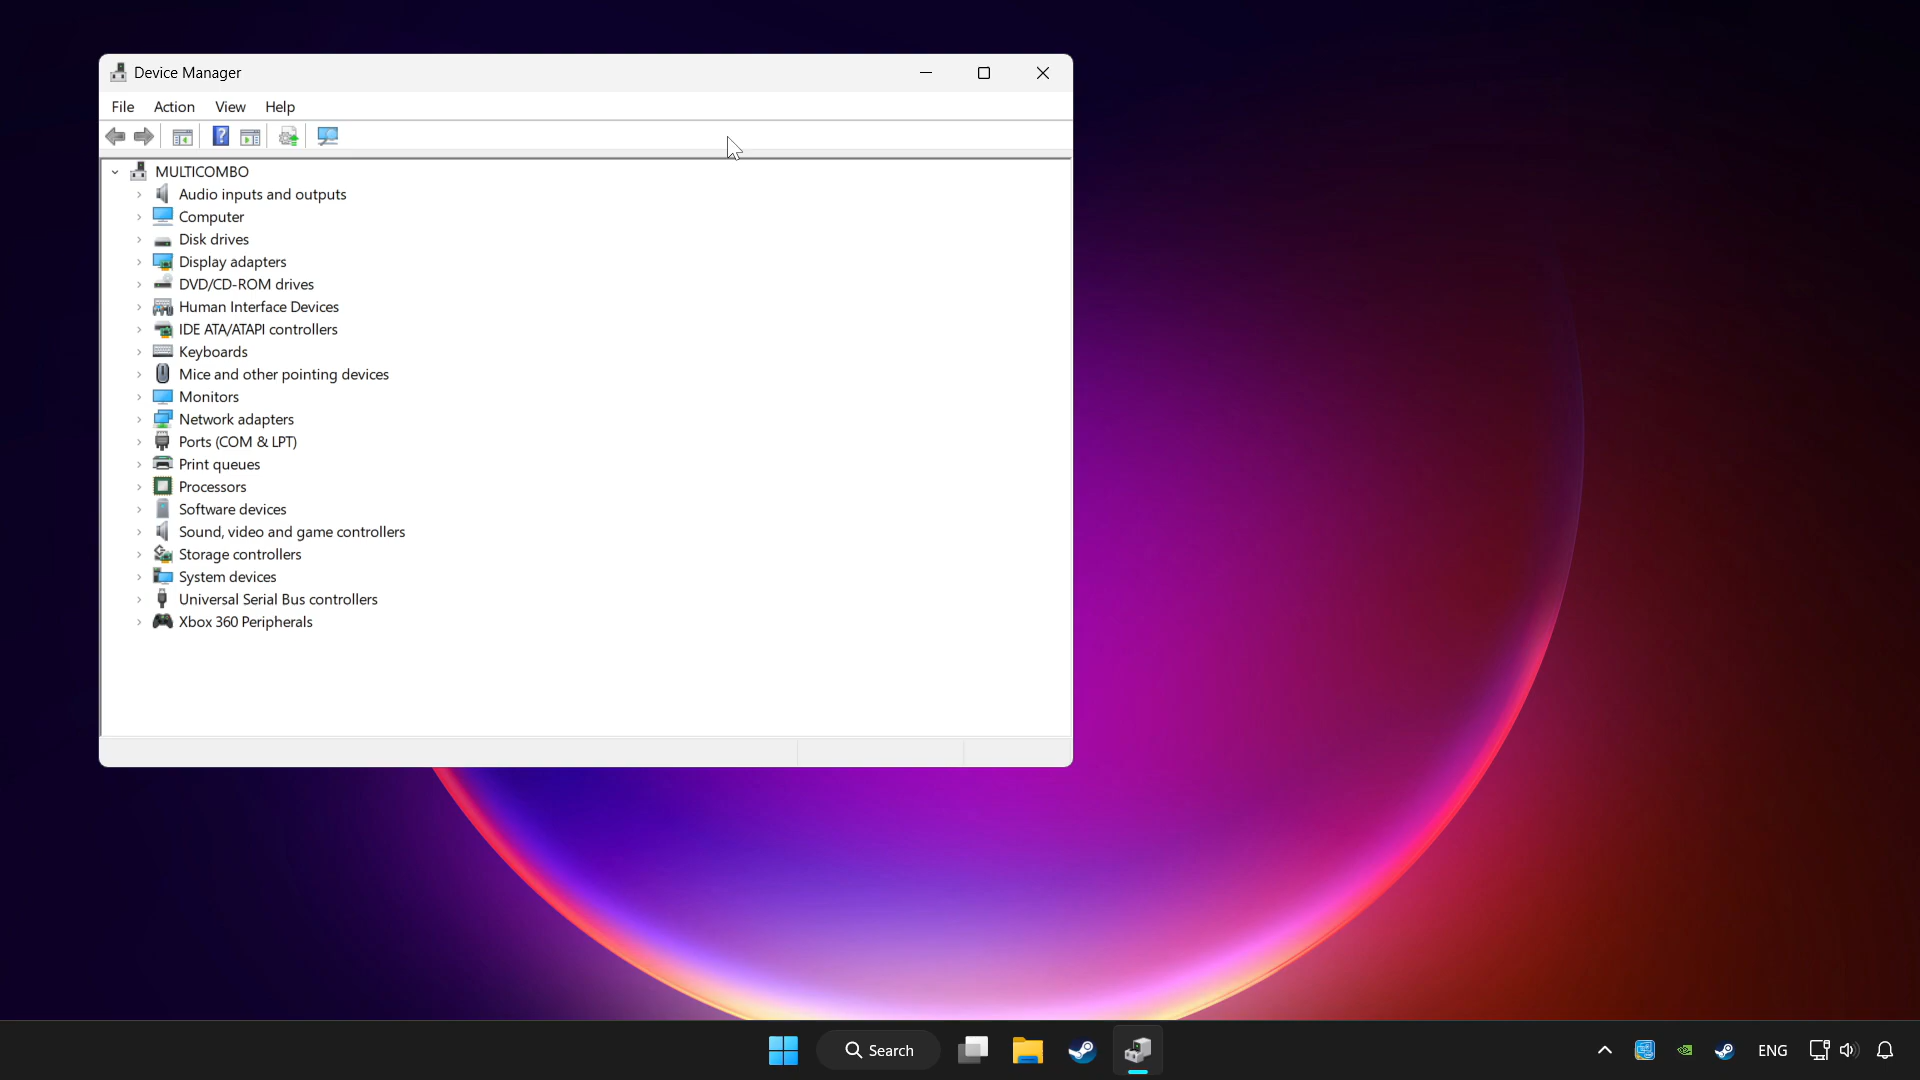 Device Manager
File Action View Help
MULTICOMBO
Audio inputs and outputs
Computer
Disk drives
Display adapters
DVD/CD-ROM drives
Human Interface Devices
IDE ATA/ATAPI controllers
Keyboards
Mice and other pointing devices
Monitors
Network adapters
Ports (COM & LPT)
Print queues
Processors
Software devices
Sound, video and game controllers
Storage controllers
System devices
Universal Serial Bus controllers
Xbox 360 Peripherals
Search
ENG